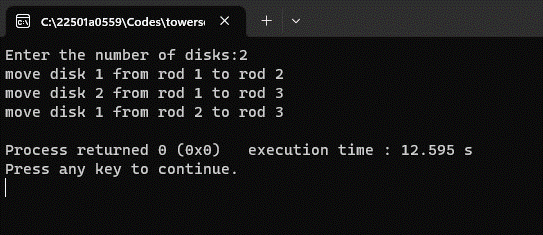 C:\22501a0559\Codes\towerso
Enter the number of disks:2
move disk 1 from rod 1 to rod 2
move disk 2 from rod 1 to rod 3
move disk 1 from rod 2 to rod 3
Process returned 0 (0x0)   execution time : 12.595 s
Press any key to continue.